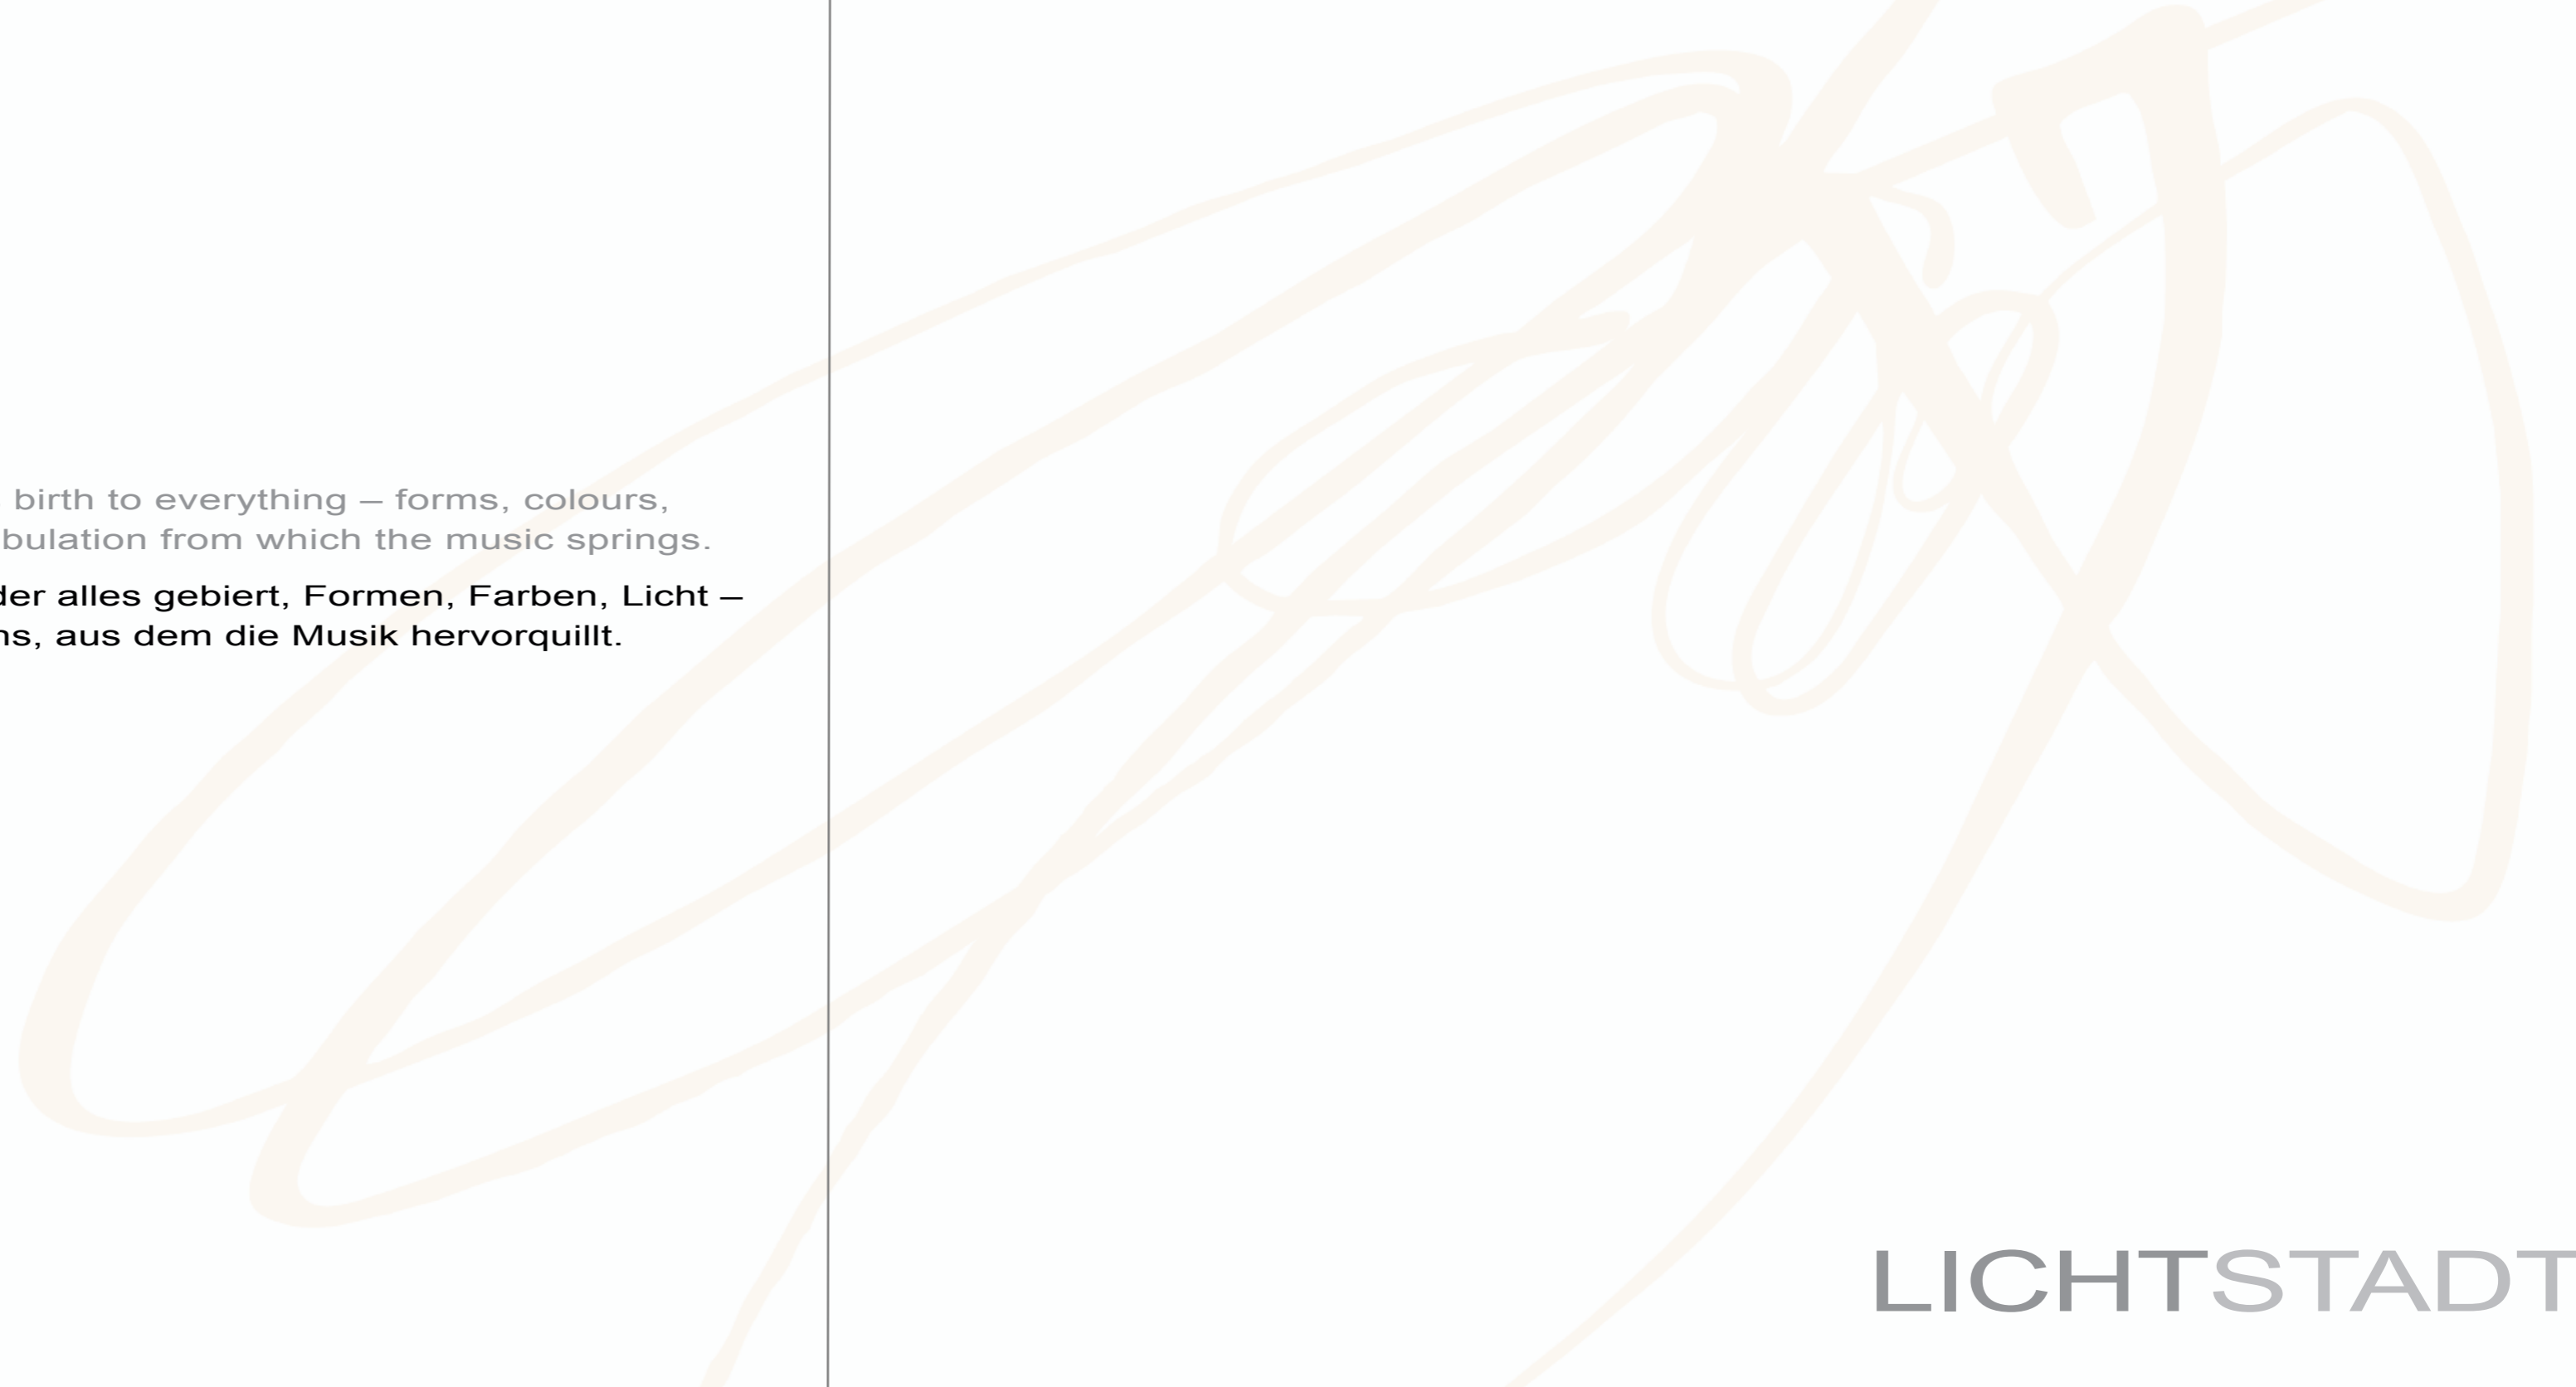 birth to everything – forms, colours,
bulation from which the music springs.
der alles gebiert, Formen, Farben, Licht –
ns, aus dem die Musik hervorquillt.
LICHTSTADT